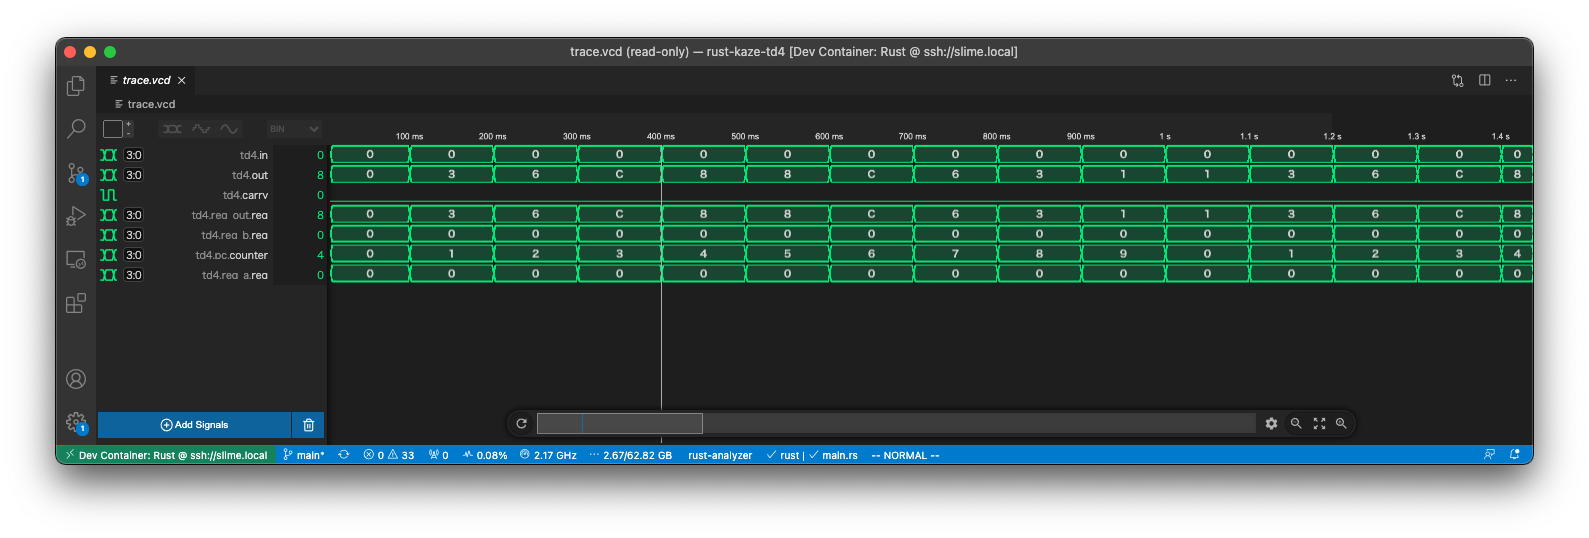 trace.vcd (read-only) — rust-kaze-td4 [Dev Container: Rust @ ssh://slime.local]
trace.vcd
trace.vcd
+
-
BIN
100 ms 200 ms 300 ms 400 ms 500 ms 600 ms 700 ms 800 ms 900 ms 1 s 1.1 s 1.2 s 1.3 s 1.4 s
3:0 td4.in 0 0 0 0 0 0 0 0 0 0 0 0 0 0 0 0
3:0 td4.out 8 0 3 6 C 8 8 C 6 3 1 1 3 6 C 8
td4.carry 0
3:0 td4.reg_out.reg 8 0 3 6 C 8 8 C 6 3 1 1 3 6 C 8
3:0 td4.reg_b.reg 0 0 0 0 0 0 0 0 0 0 0 0 0 0 0 0
3:0 td4.pc.counter 4 0 1 2 3 4 5 6 7 8 9 0 1 2 3 4
3:0 td4.reg_a.reg 0 0 0 0 0 0 0 0 0 0 0 0 0 0 0 0
1
1
Add Signals
Dev Container: Rust @ ssh://slime.local main* 0 33 0 0.08% 2.17 GHz 2.67/62.82 GB rust-analyzer rust | main.rs -- NORMAL --